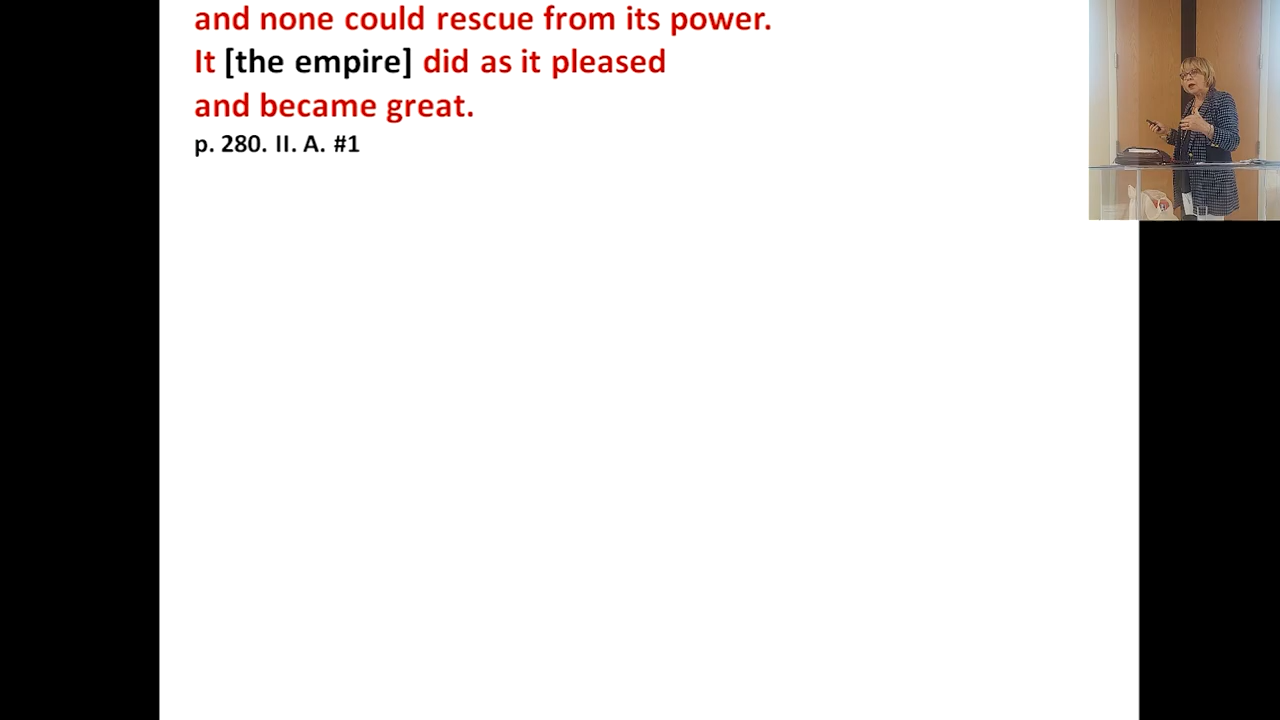 and none could rescue from its power.
It [the empire] did as it pleased
and became great.
p. 280. II. A. #1